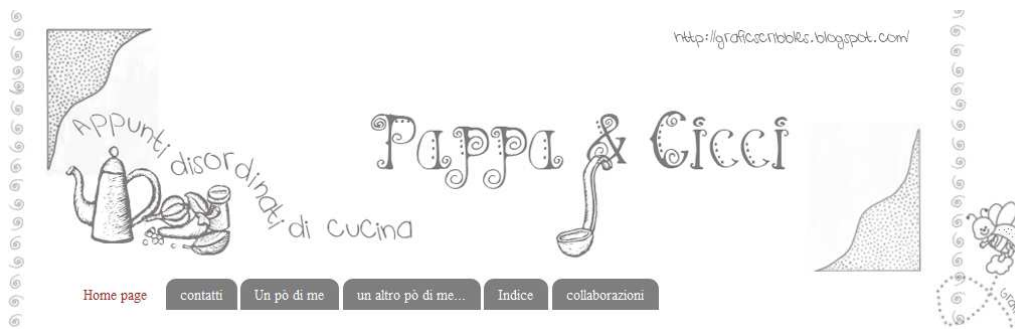 http://graficscribbles.blogspot.com/
Appunti disordinati di cucina
Pappa & Cicci
Home page
contatti
Un pò di me
un altro pò di me...
Indice
collaborazioni